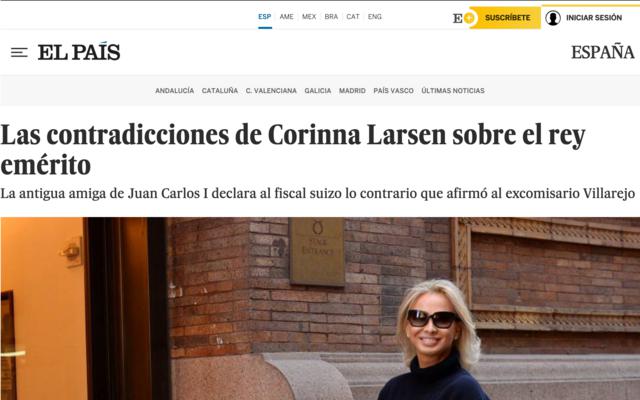 ESP AME MEX BRA CAT ENG
E+ SUSCRÍBETE INICIAR SESIÓN
EL PAÍS ESPAÑA
ANDALUCÍA CATALUÑA C. VALENCIANA GALICIA MADRID PAÍS VASCO ÚLTIMAS NOTICIAS
Las contradicciones de Corinna Larsen sobre el rey
emérito
La antigua amiga de Juan Carlos I declara al fiscal suizo lo contrario que afirmó al excomisario Villarejo
STAGE
ENTRANCE